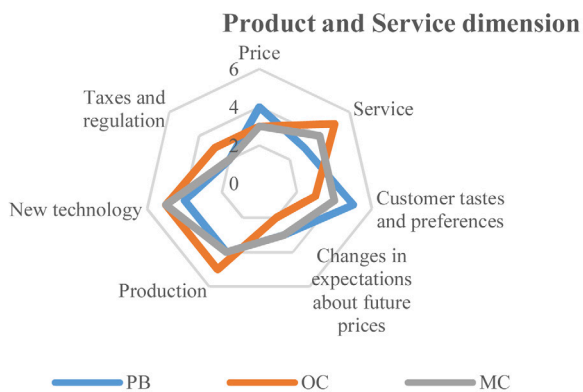 Product and Service dimension
Price
6
4
2
0
Service
Customer tastes
and preferences
Changes in
expectations
about future
prices
Production
New technology
Taxes and
regulation
PB
OC
MC